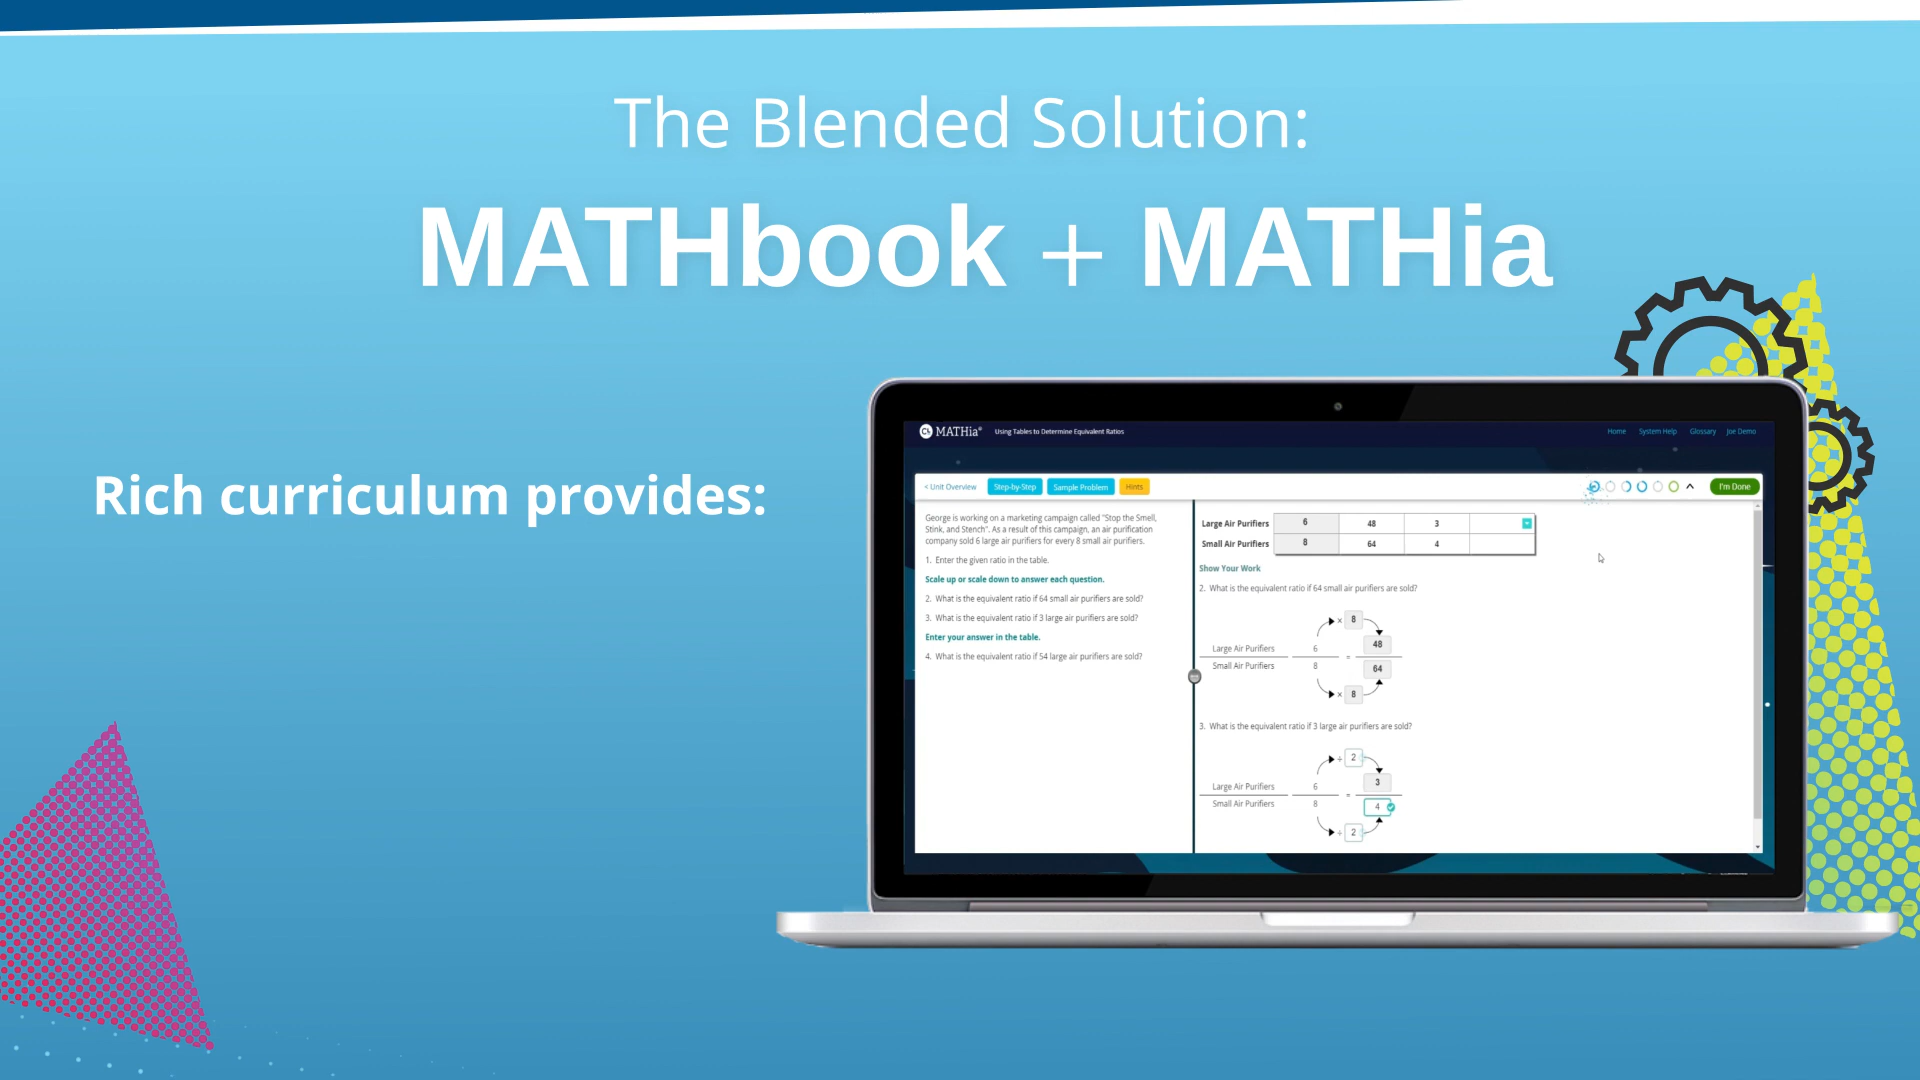 The Blended Solution:
MATHbook + MATHia
Rich curriculum provides:
MATHia® Using Tables to Determine Equivalent Ratios Home System Help Glossary Joe Demo
< Unit Overview Step-by-Step Sample Problem Hints I'm Done
George is working on a marketing campaign called "Stop the Smell,
Stink, and Stench". As a result of this campaign, an air purification
company sold 6 large air purifiers for every 8 small air purifiers.
1. Enter the given ratio in the table.
Scale up or scale down to answer each question.
2. What is the equivalent ratio if 64 small air purifiers are sold?
3. What is the equivalent ratio if 3 large air purifiers are sold?
Enter your answer in the table.
4. What is the equivalent ratio if 54 large air purifiers are sold?
Large Air Purifiers 6 48 3
Small Air Purifiers 8 64 4
Show Your Work
2. What is the equivalent ratio if 64 small air purifiers are sold?
× 8
48
Large Air Purifiers 6
=
Small Air Purifiers 8
64
× 8
3. What is the equivalent ratio if 3 large air purifiers are sold?
÷ 2
3
Large Air Purifiers 6
=
Small Air Purifiers 8
4
÷ 2